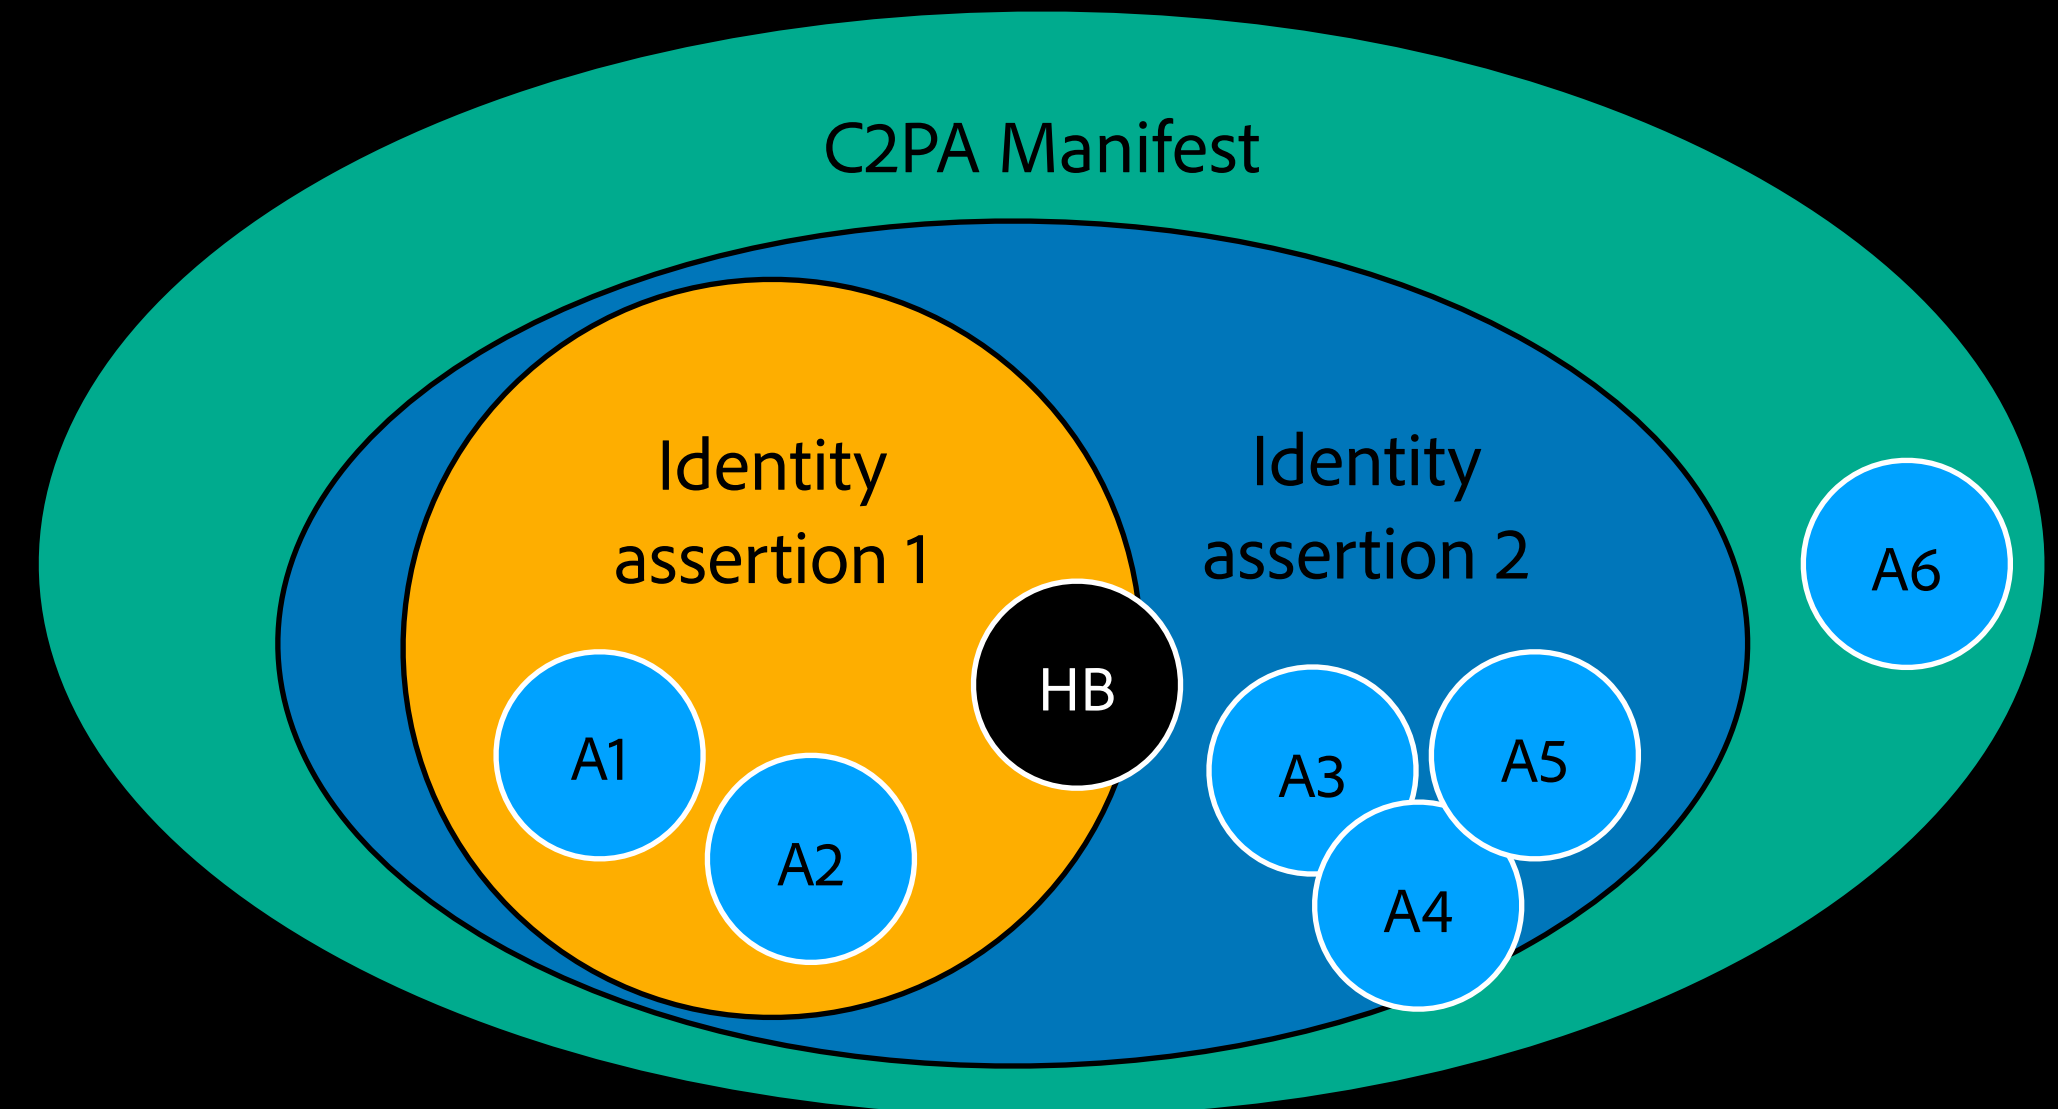 C2PA Manifest
Identity
assertion 1
Identity
assertion 2
A6
HB
A1
A2
A3
A5
A4